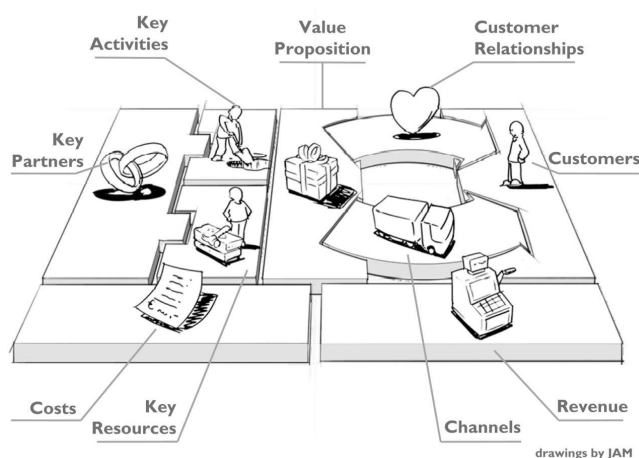 Key
Activities
Value
Proposition
Customer
Relationships
Key
Partners
Customers
Costs
Key
Resources
Channels
Revenue
drawings by JAM